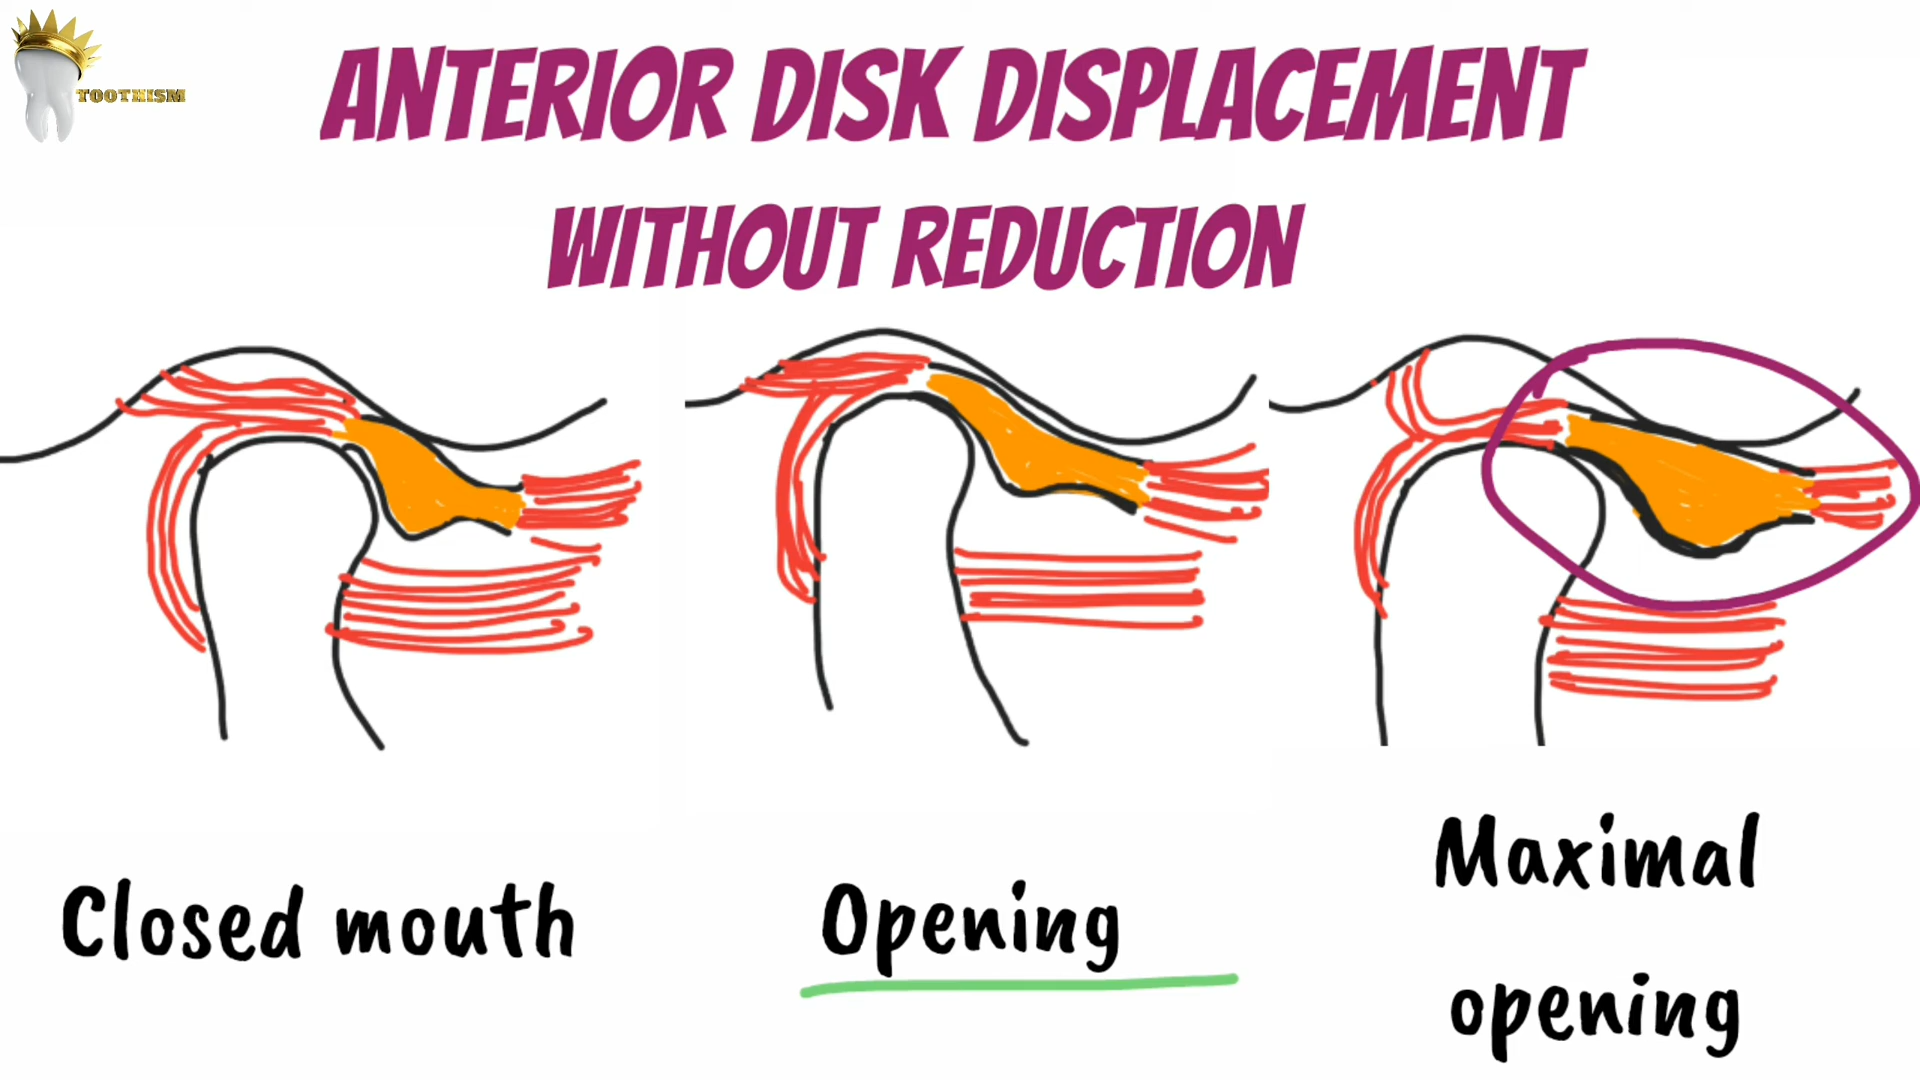 TOOTHISM
ANTERIOR DISK DISPLACEMENT
WITHOUT REDUCTION
Closed mouth
Opening
Maximal
opening